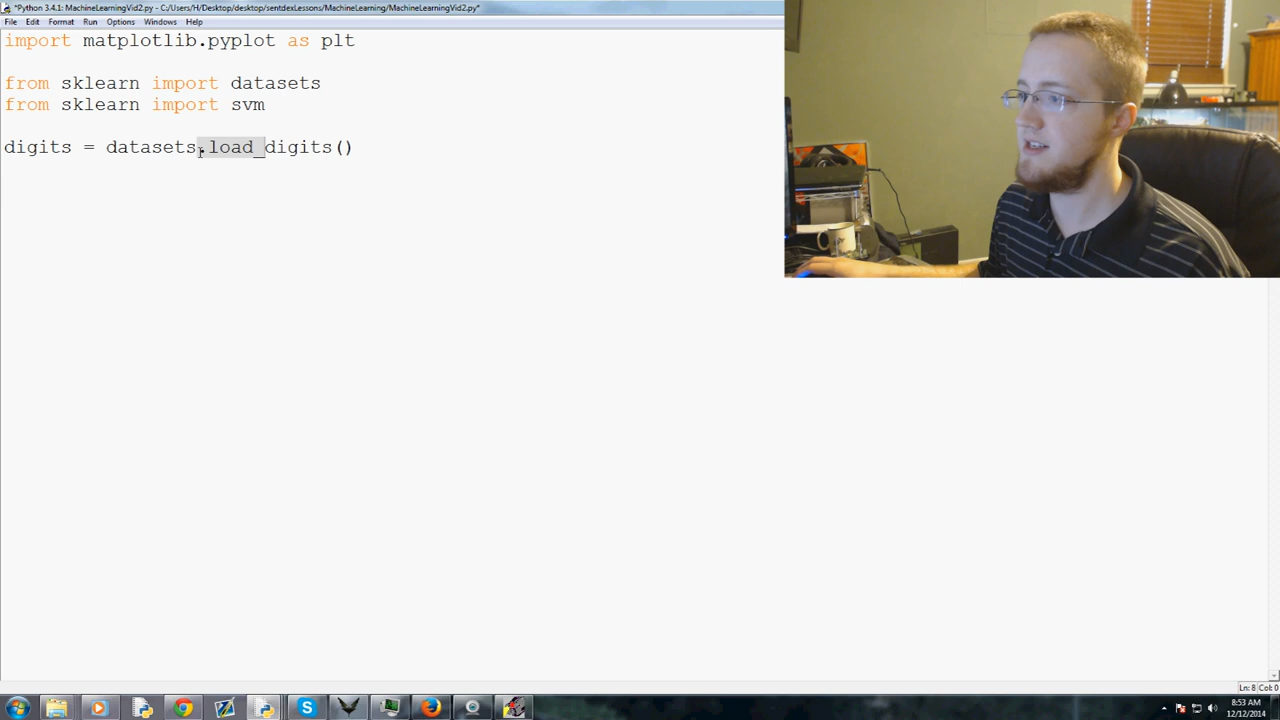 *Python 3.4.1: MachineLearningVid2.py - C:/Users/H/Desktop/desktop/sentdexLessons/MachineLearning/MachineLearningVid2.py*
File Edit Format Run Options Windows Help
import matplotlib.pyplot as plt
from sklearn import datasets
from sklearn import svm
digits = datasets.load_digits()
Ln: 8 Col: 0
8:53 AM
12/12/2014